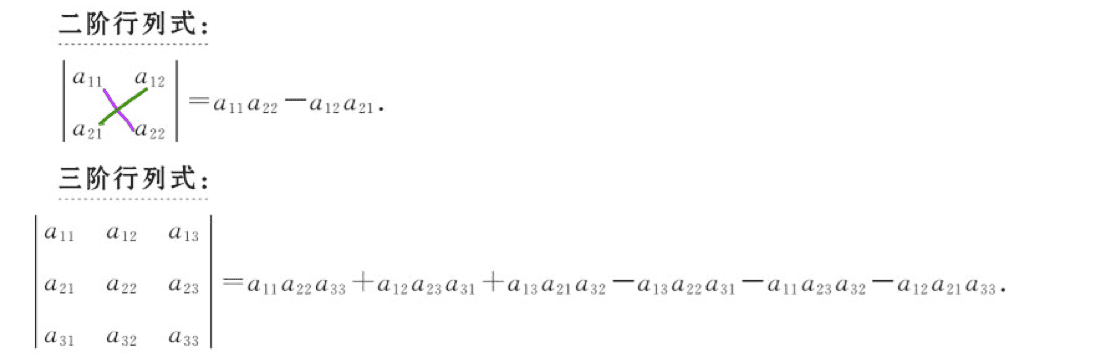 二阶行列式:
| a₁₁ a₁₂ |
| a₂₁ a₂₂ | =a₁₁a₂₂-a₁₂a₂₁.
三阶行列式:
| a₁₁ a₁₂ a₁₃ |
| a₂₁ a₂₂ a₂₃ | =a₁₁a₂₂a₃₃+a₁₂a₂₃a₃₁+a₁₃a₂₁a₃₂-a₁₃a₂₂a₃₁-a₁₁a₂₃a₃₂-a₁₂a₂₁a₃₃.
| a₃₁ a₃₂ a₃₃ |